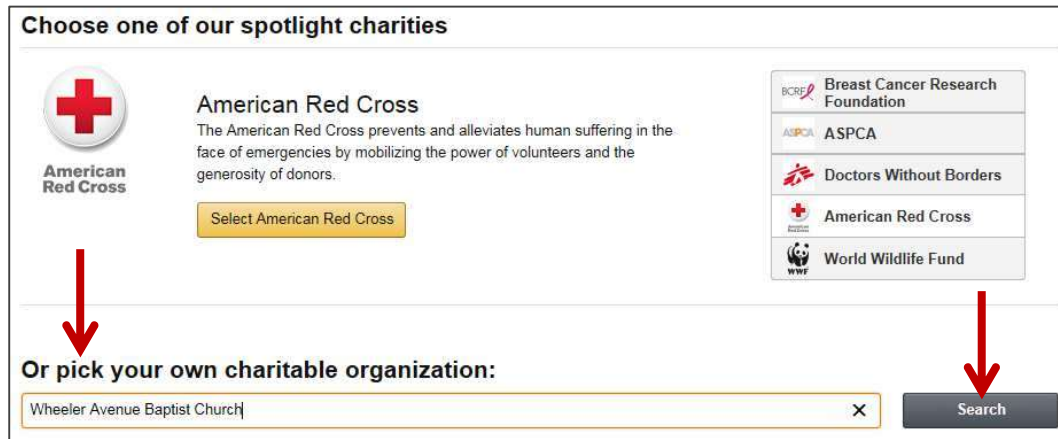 Choose one of our spotlight charities
American
Red Cross
American Red Cross
The American Red Cross prevents and alleviates human suffering in the
face of emergencies by mobilizing the power of volunteers and the
generosity of donors.
Select American Red Cross
BCRF
Breast Cancer Research
Foundation
ASPCA
ASPCA
Doctors Without Borders
American Red Cross
WWF
World Wildlife Fund
Or pick your own charitable organization:
Wheeler Avenue Baptist Church
Search